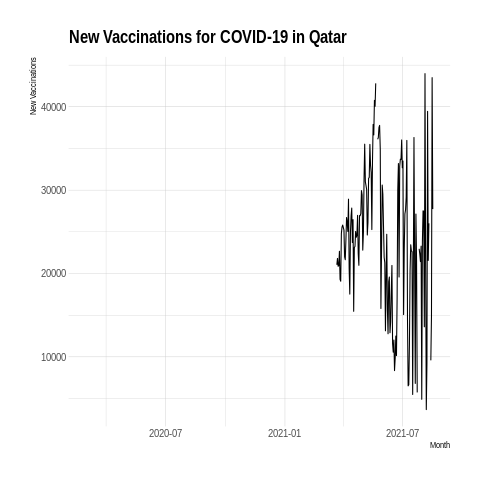 New Vaccinations for COVID-19 in Qatar
New Vaccinations
40000
30000
20000
10000
2020-07
2021-01
2021-07
Month